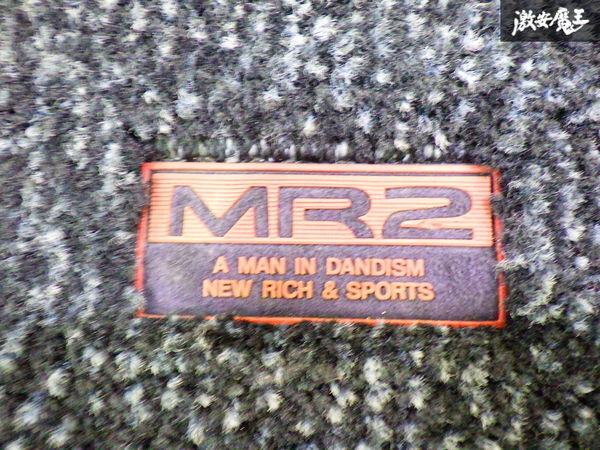 激安魔王
MR2
A MAN IN DANDISM
NEW RICH & SPORTS